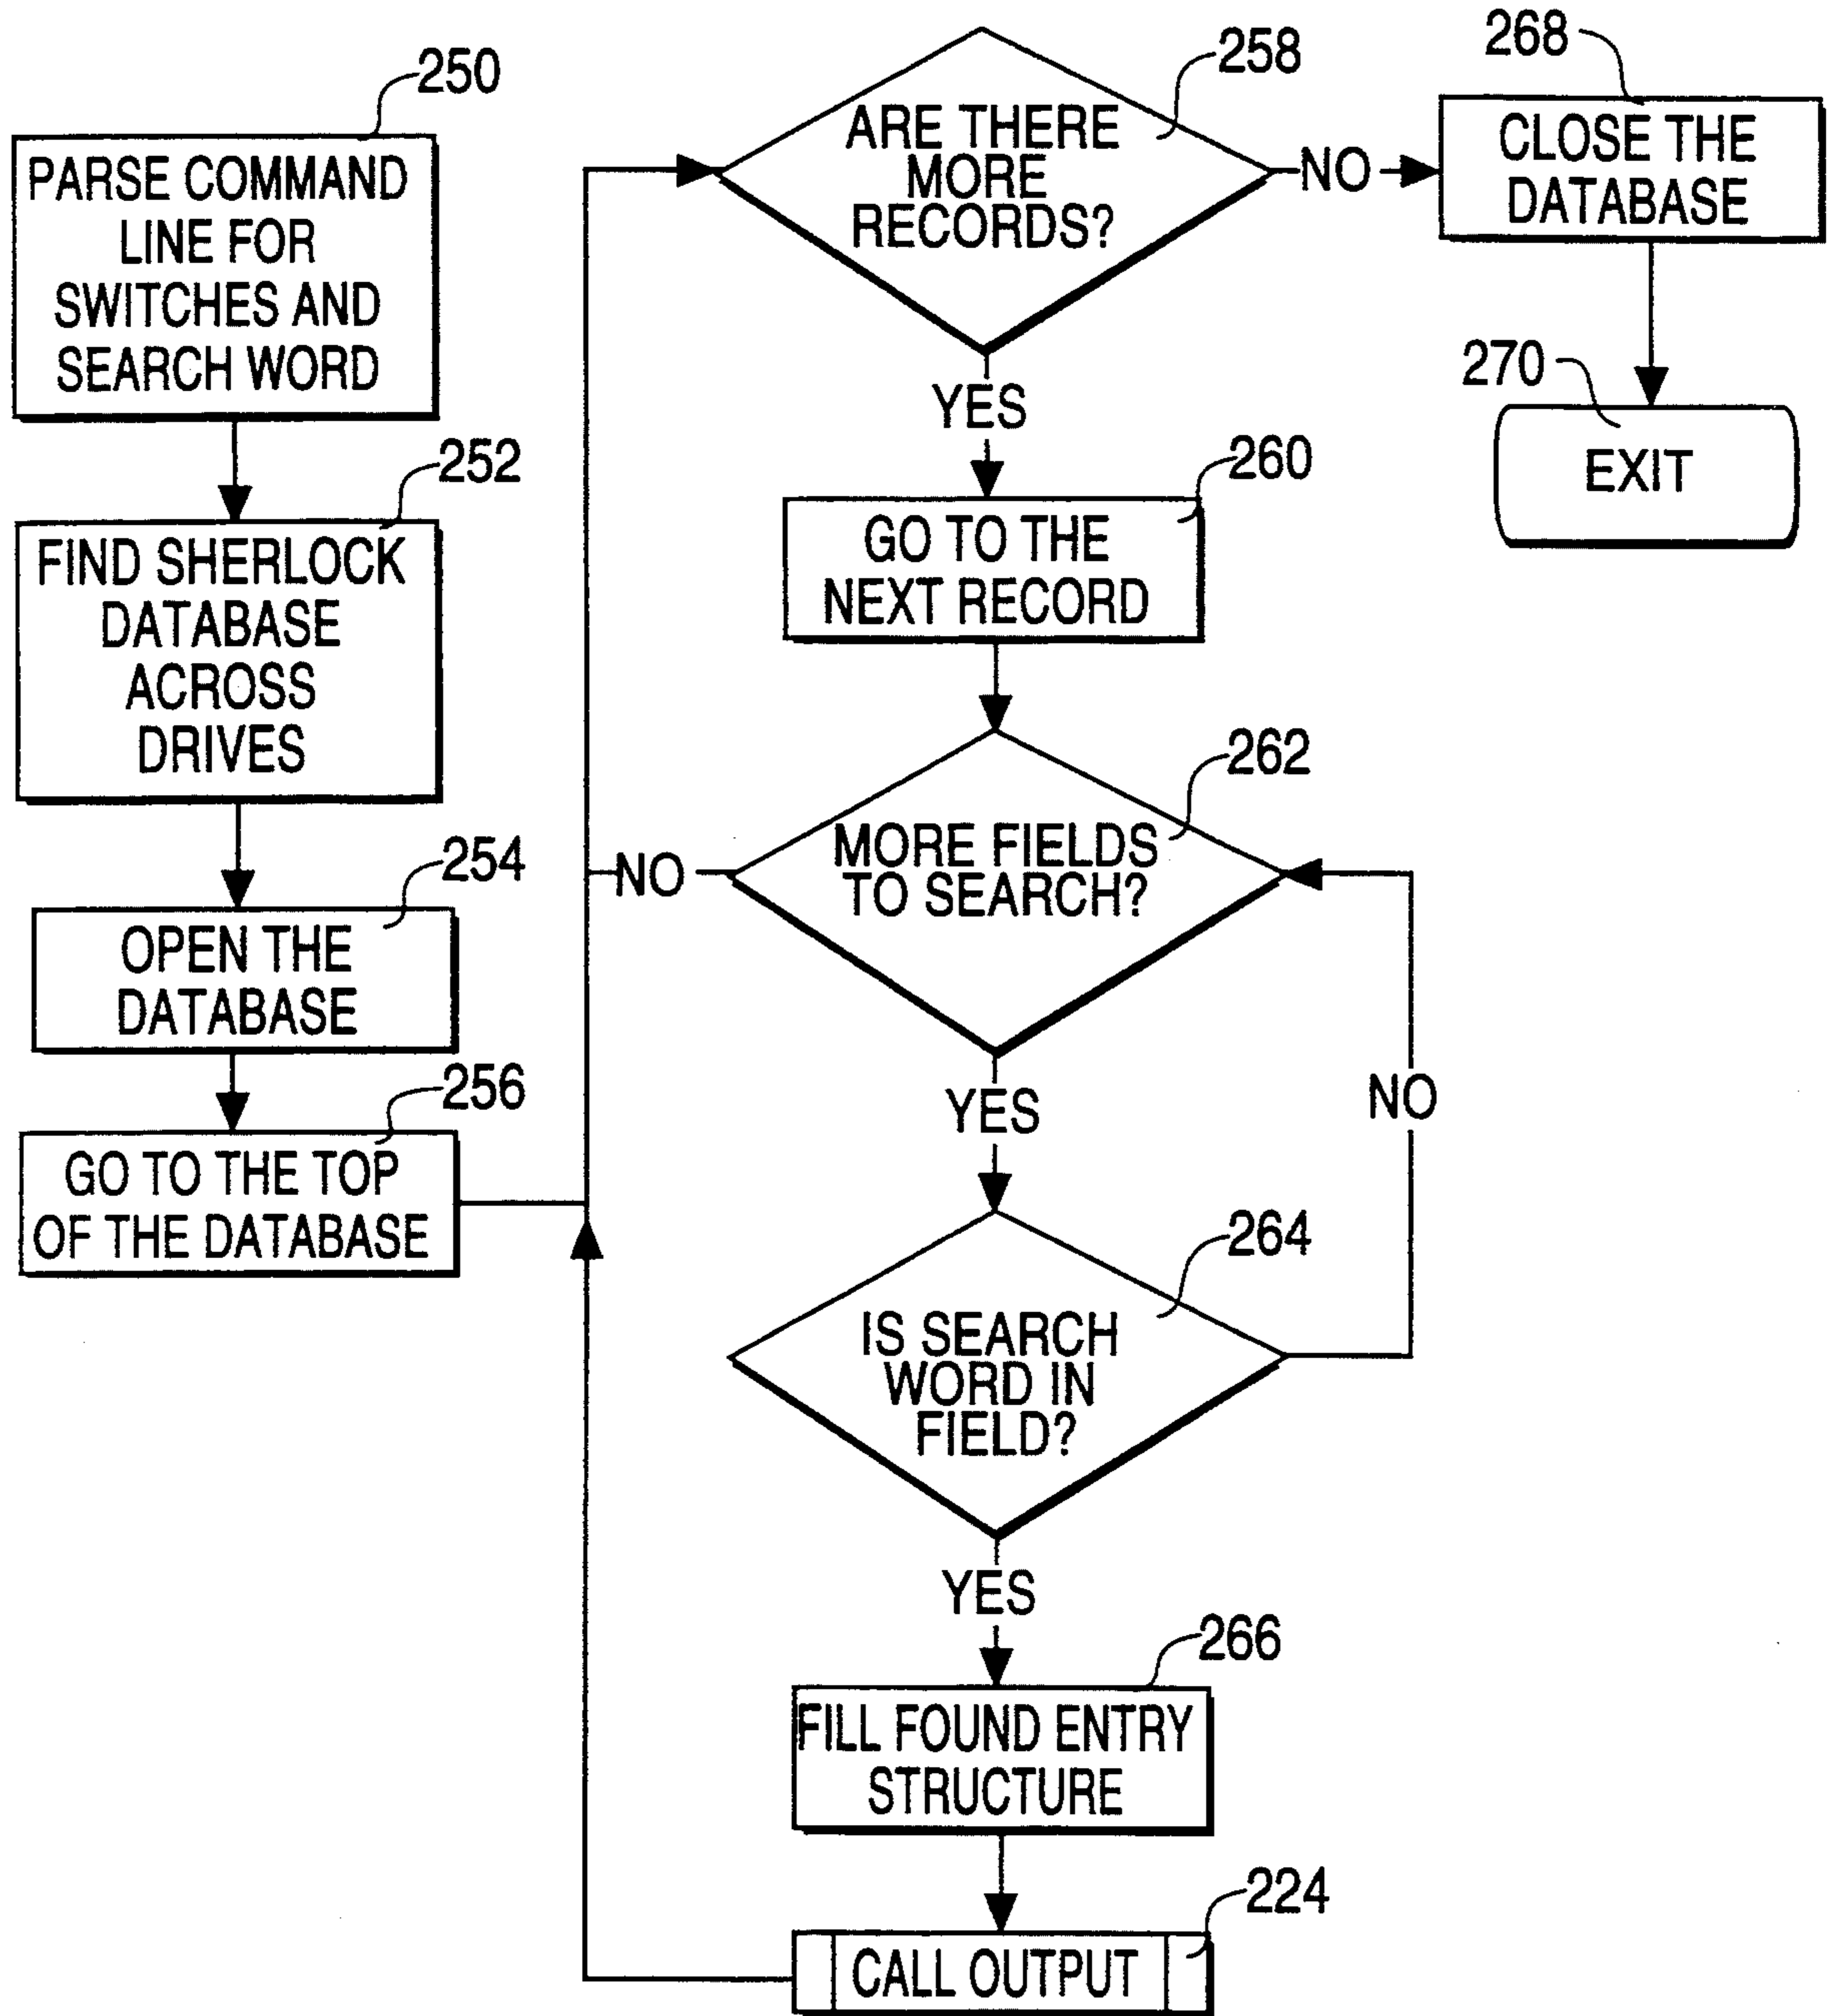 250
PARSE COMMAND
LINE FOR
SWITCHES AND
SEARCH WORD
252
FIND SHERLOCK
DATABASE
ACROSS
DRIVES
254
OPEN THE
DATABASE
256
GO TO THE TOP
OF THE DATABASE
258
ARE THERE
MORE
RECORDS?
NO
YES
260
GO TO THE
NEXT RECORD
262
MORE FIELDS
TO SEARCH?
NO
YES
264
IS SEARCH
WORD IN
FIELD?
NO
YES
266
FILL FOUND ENTRY
STRUCTURE
224
CALL OUTPUT
268
CLOSE THE
DATABASE
270
EXIT